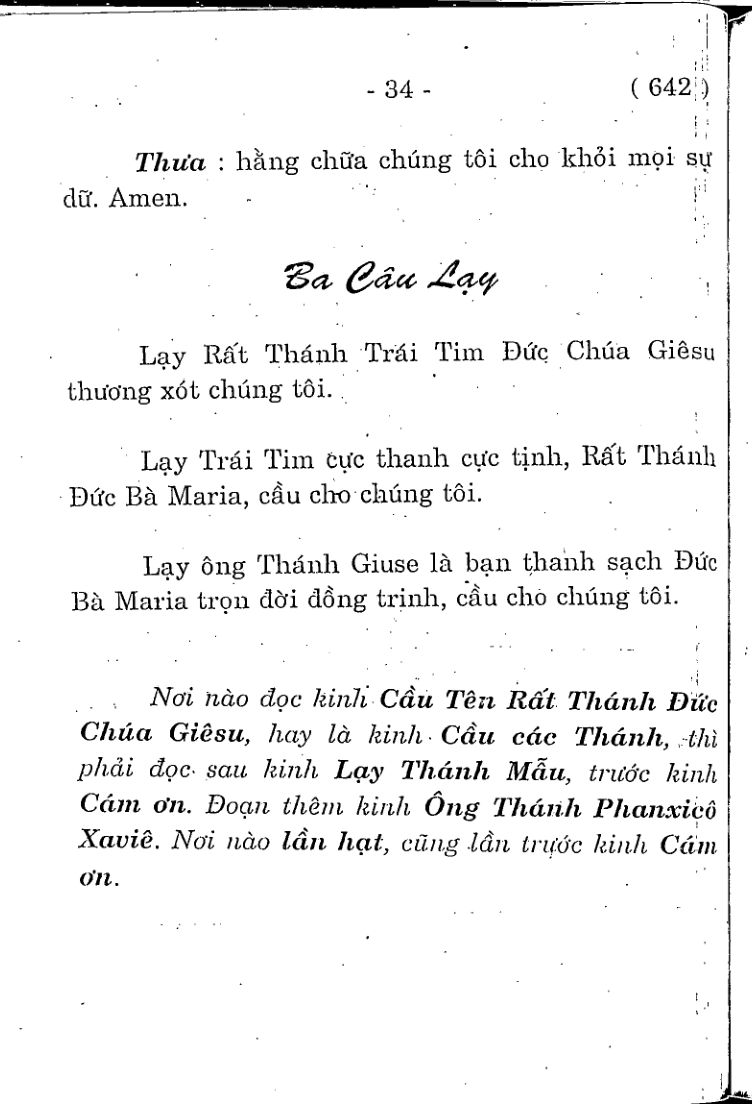 - 34 - ( 642 )
Thưa : hằng chữa chúng tôi cho khỏi mọi sự
dữ. Amen.
Ba Câu Lạy
Lạy Rất Thánh Trái Tim Đức Chúa Giêsu
thương xót chúng tôi.
Lạy Trái Tim cực thanh cực tịnh, Rất Thánh
Đức Bà Maria, cầu cho chúng tôi.
Lạy ông Thánh Giuse là bạn thanh sạch Đức
Bà Maria trọn đời đồng trinh, cầu cho chúng tôi.
Nơi nào đọc kinh Cầu Tên Rất Thánh Đức
Chúa Giêsu, hay là kinh Cầu các Thánh, thì
phải đọc sau kinh Lạy Thánh Mẫu, trước kinh
Cám ơn. Đoạn thêm kinh Ông Thánh Phanxicô
Xaviê. Nơi nào lần hạt, cũng lần trước kinh Cám
ơn.